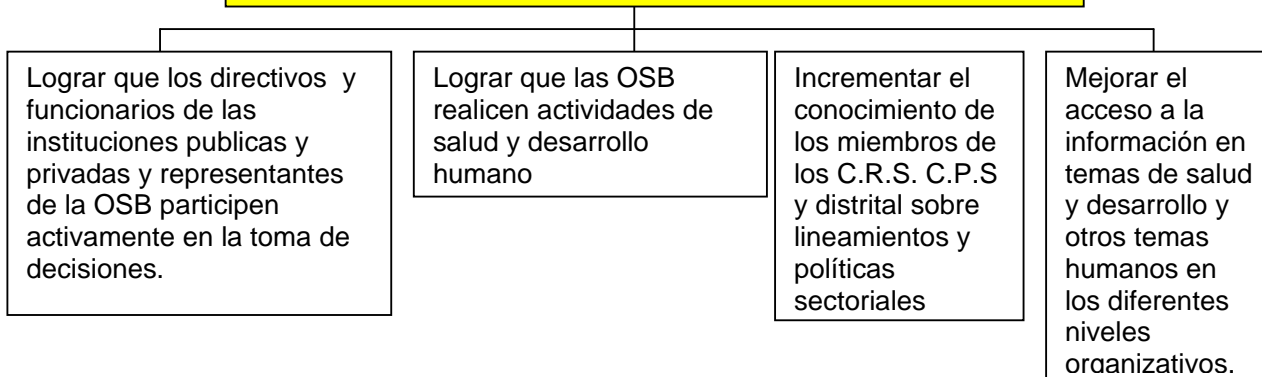 Lograr que los directivos y
funcionarios de las
instituciones publicas y
privadas y representantes
de la OSB participen
activamente en la toma de
decisiones.
Lograr que las OSB
realicen actividades de
salud y desarrollo
humano
Incrementar el
conocimiento de
los miembros de
los C.R.S. C.P.S
y distrital sobre
lineamientos y
políticas
sectoriales
Mejorar el
acceso a la
información en
temas de salud
y desarrollo y
otros temas
humanos en
los diferentes
niveles
organizativos.